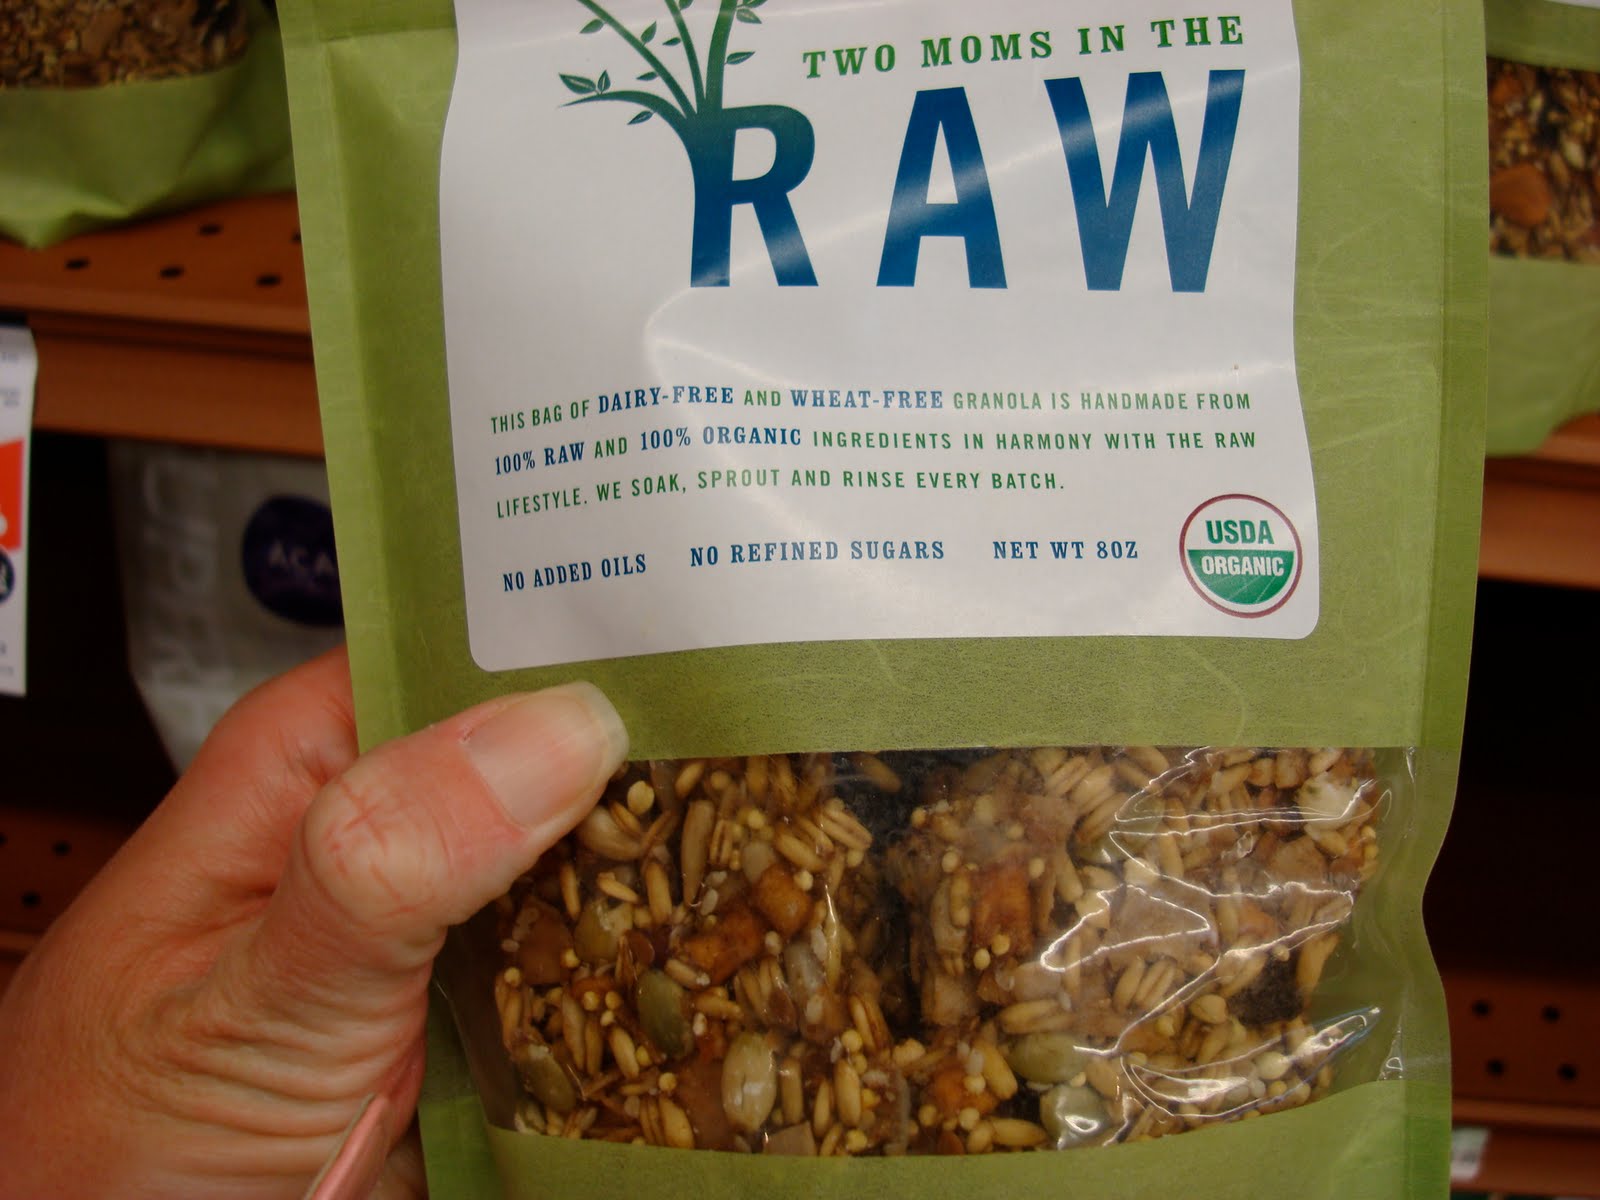 TWO MOMS IN THE
RAW
THIS BAG OF DAIRY-FREE AND WHEAT-FREE GRANOLA IS HANDMADE FROM
100% RAW AND 100% ORGANIC INGREDIENTS IN HARMONY WITH THE RAW
LIFESTYLE. WE SOAK, SPROUT AND RINSE EVERY BATCH.
NO ADDED OILS NO REFINED SUGARS NET WT 8OZ
USDA
ORGANIC